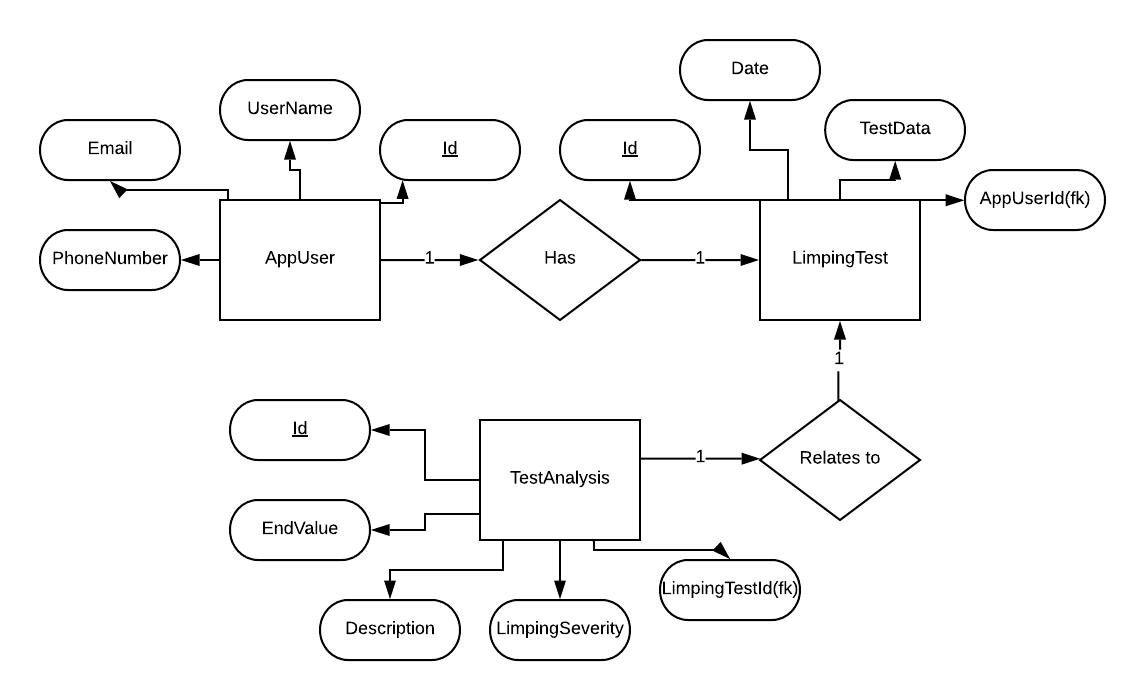 Date
UserName
TestData
Email
Id
Id
AppUserId(fk)
PhoneNumber
AppUser
1
Has
1
LimpingTest
1
Id
TestAnalysis
1
Relates to
EndValue
LimpingTestId(fk)
Description
LimpingSeverity